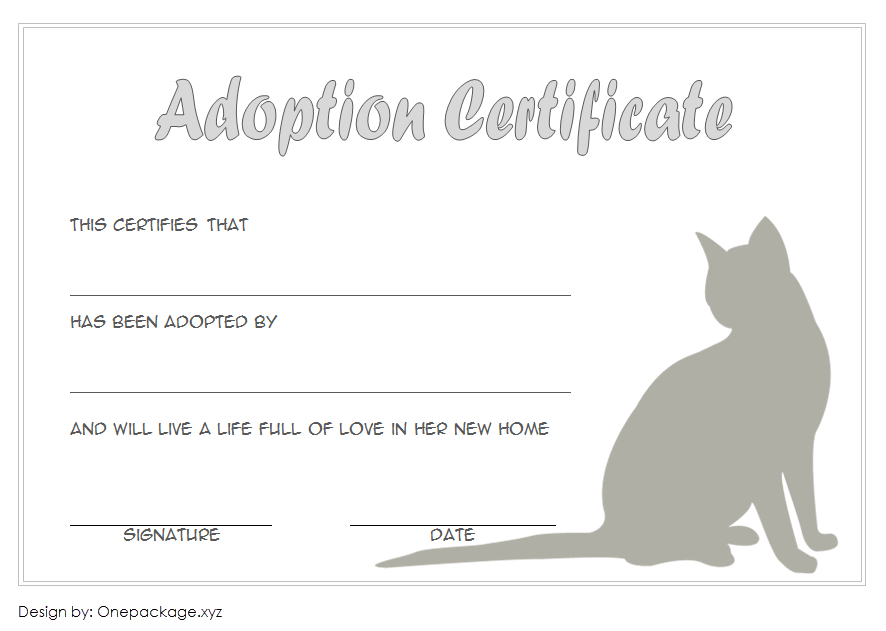 Adoption Certificate
THIS CERTIFIES THAT
HAS BEEN ADOPTED BY
AND WILL LIVE A LIFE FULL OF LOVE IN HER NEW HOME
SIGNATURE DATE
Design by: Onepackage.xyz